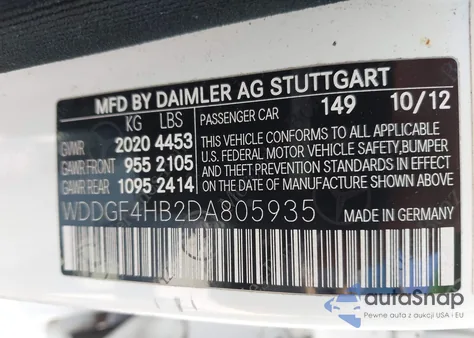 MFD BY DAIMLER AG STUTTGART
KG LBS
GVWR 2020 4453
GAWR FRONT 955 2105
GAWR REAR 1095 2414
PASSENGER CAR 149 10/12
THIS VEHICLE CONFORMS TO ALL APPLICABLE
U.S. FEDERAL MOTOR VEHICLE SAFETY,BUMPER
AND THEFT PREVENTION STANDARDS IN EFFECT
ON THE DATE OF MANUFACTURE SHOWN ABOVE
WDDGF4HB2DA805935 MADE IN GERMANY
autoSnap
Pewne auta z aukcji USA i EU